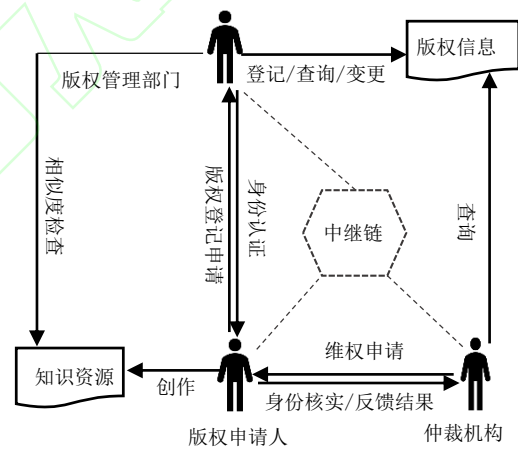 版权信息
登记/查询/变更
版权管理部门
相似度检查
版权登记申请
身份认证
查询
中继链
维权申请
知识资源
创作
身份核实/反馈结果
版权申请人
仲裁机构